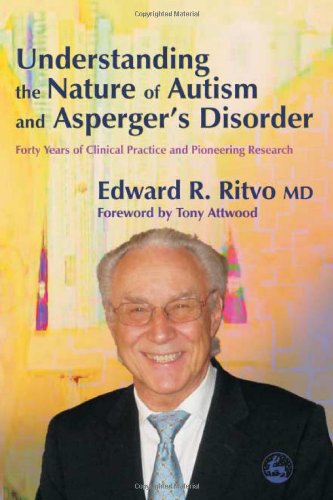 Understanding
the Nature of Autism
and Asperger's Disorder
Forty Years of Clinical Practice and Pioneering Research
Edward R. Ritvo MD
Foreword by Tony Attwood